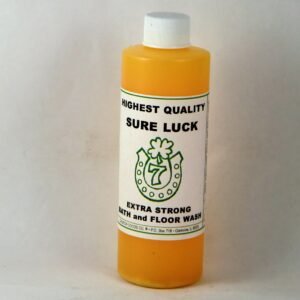 HIGHEST QUALITY
SURE LUCK
7
EXTRA STRONG
BATH and FLOOR WASH